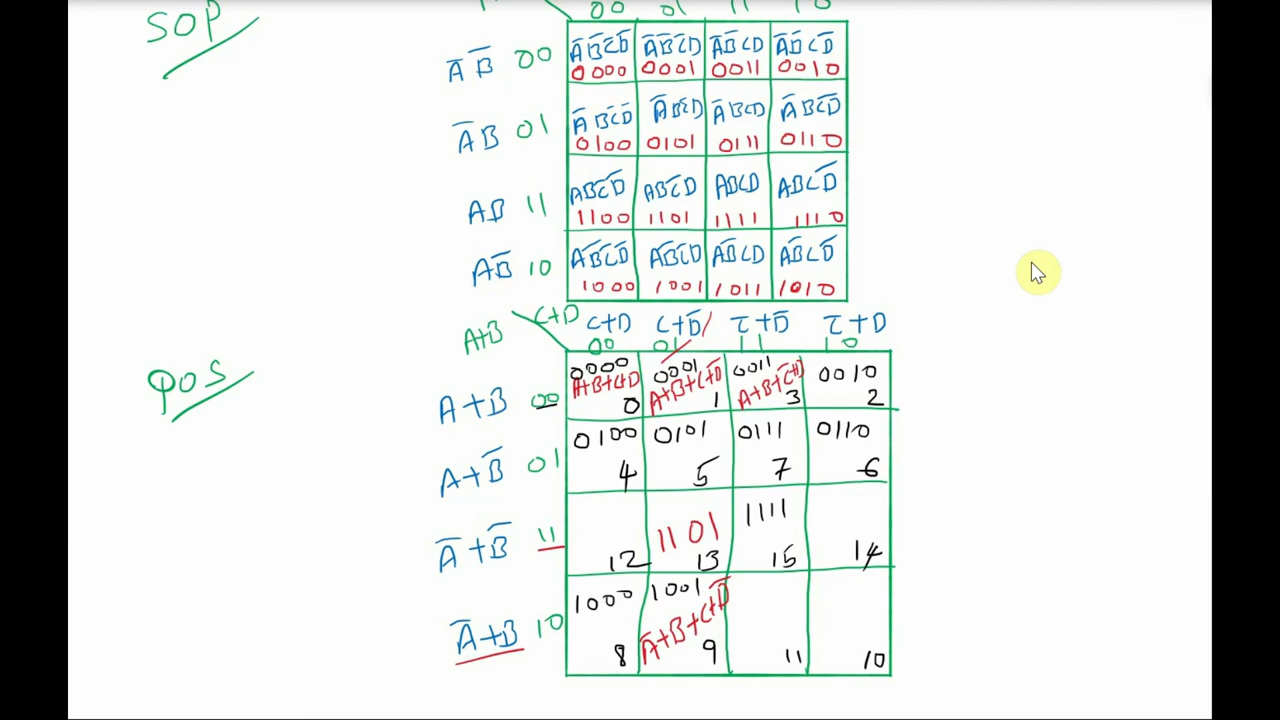 SOP
00 01 11 10
A̅B̅ 00 A̅B̅C̅D̅ A̅B̅C̅D A̅B̅CD A̅B̅CD̅
0000 0001 0011 0010
A̅B 01 A̅BC̅D̅ A̅BC̅D A̅BCD A̅BCD̅
0100 0101 0111 0110
AB 11 ABC̅D̅ ABC̅D ABCD ABCD̅
1100 1101 1111 1110
AB̅ 10 AB̅C̅D̅ AB̅C̅D AB̅CD AB̅CD̅
1000 1001 1011 1010
A+B C+D C+D C+D̅ C̅+D̅ C̅+D
00 01 11 10
POS
0000 0001 0011 0010
A+B 00 A+B+C+D A+B+C+D̅ A+B+C̅+D̅
0 1 3 2
0100 0101 0111 0110
A+B̅ 01
4 5 7 6
A̅+B̅ 11 1101 1111
12 13 15 14
1000 1001
A̅+B 10 A̅+B+C+D̅
8 9 11 10